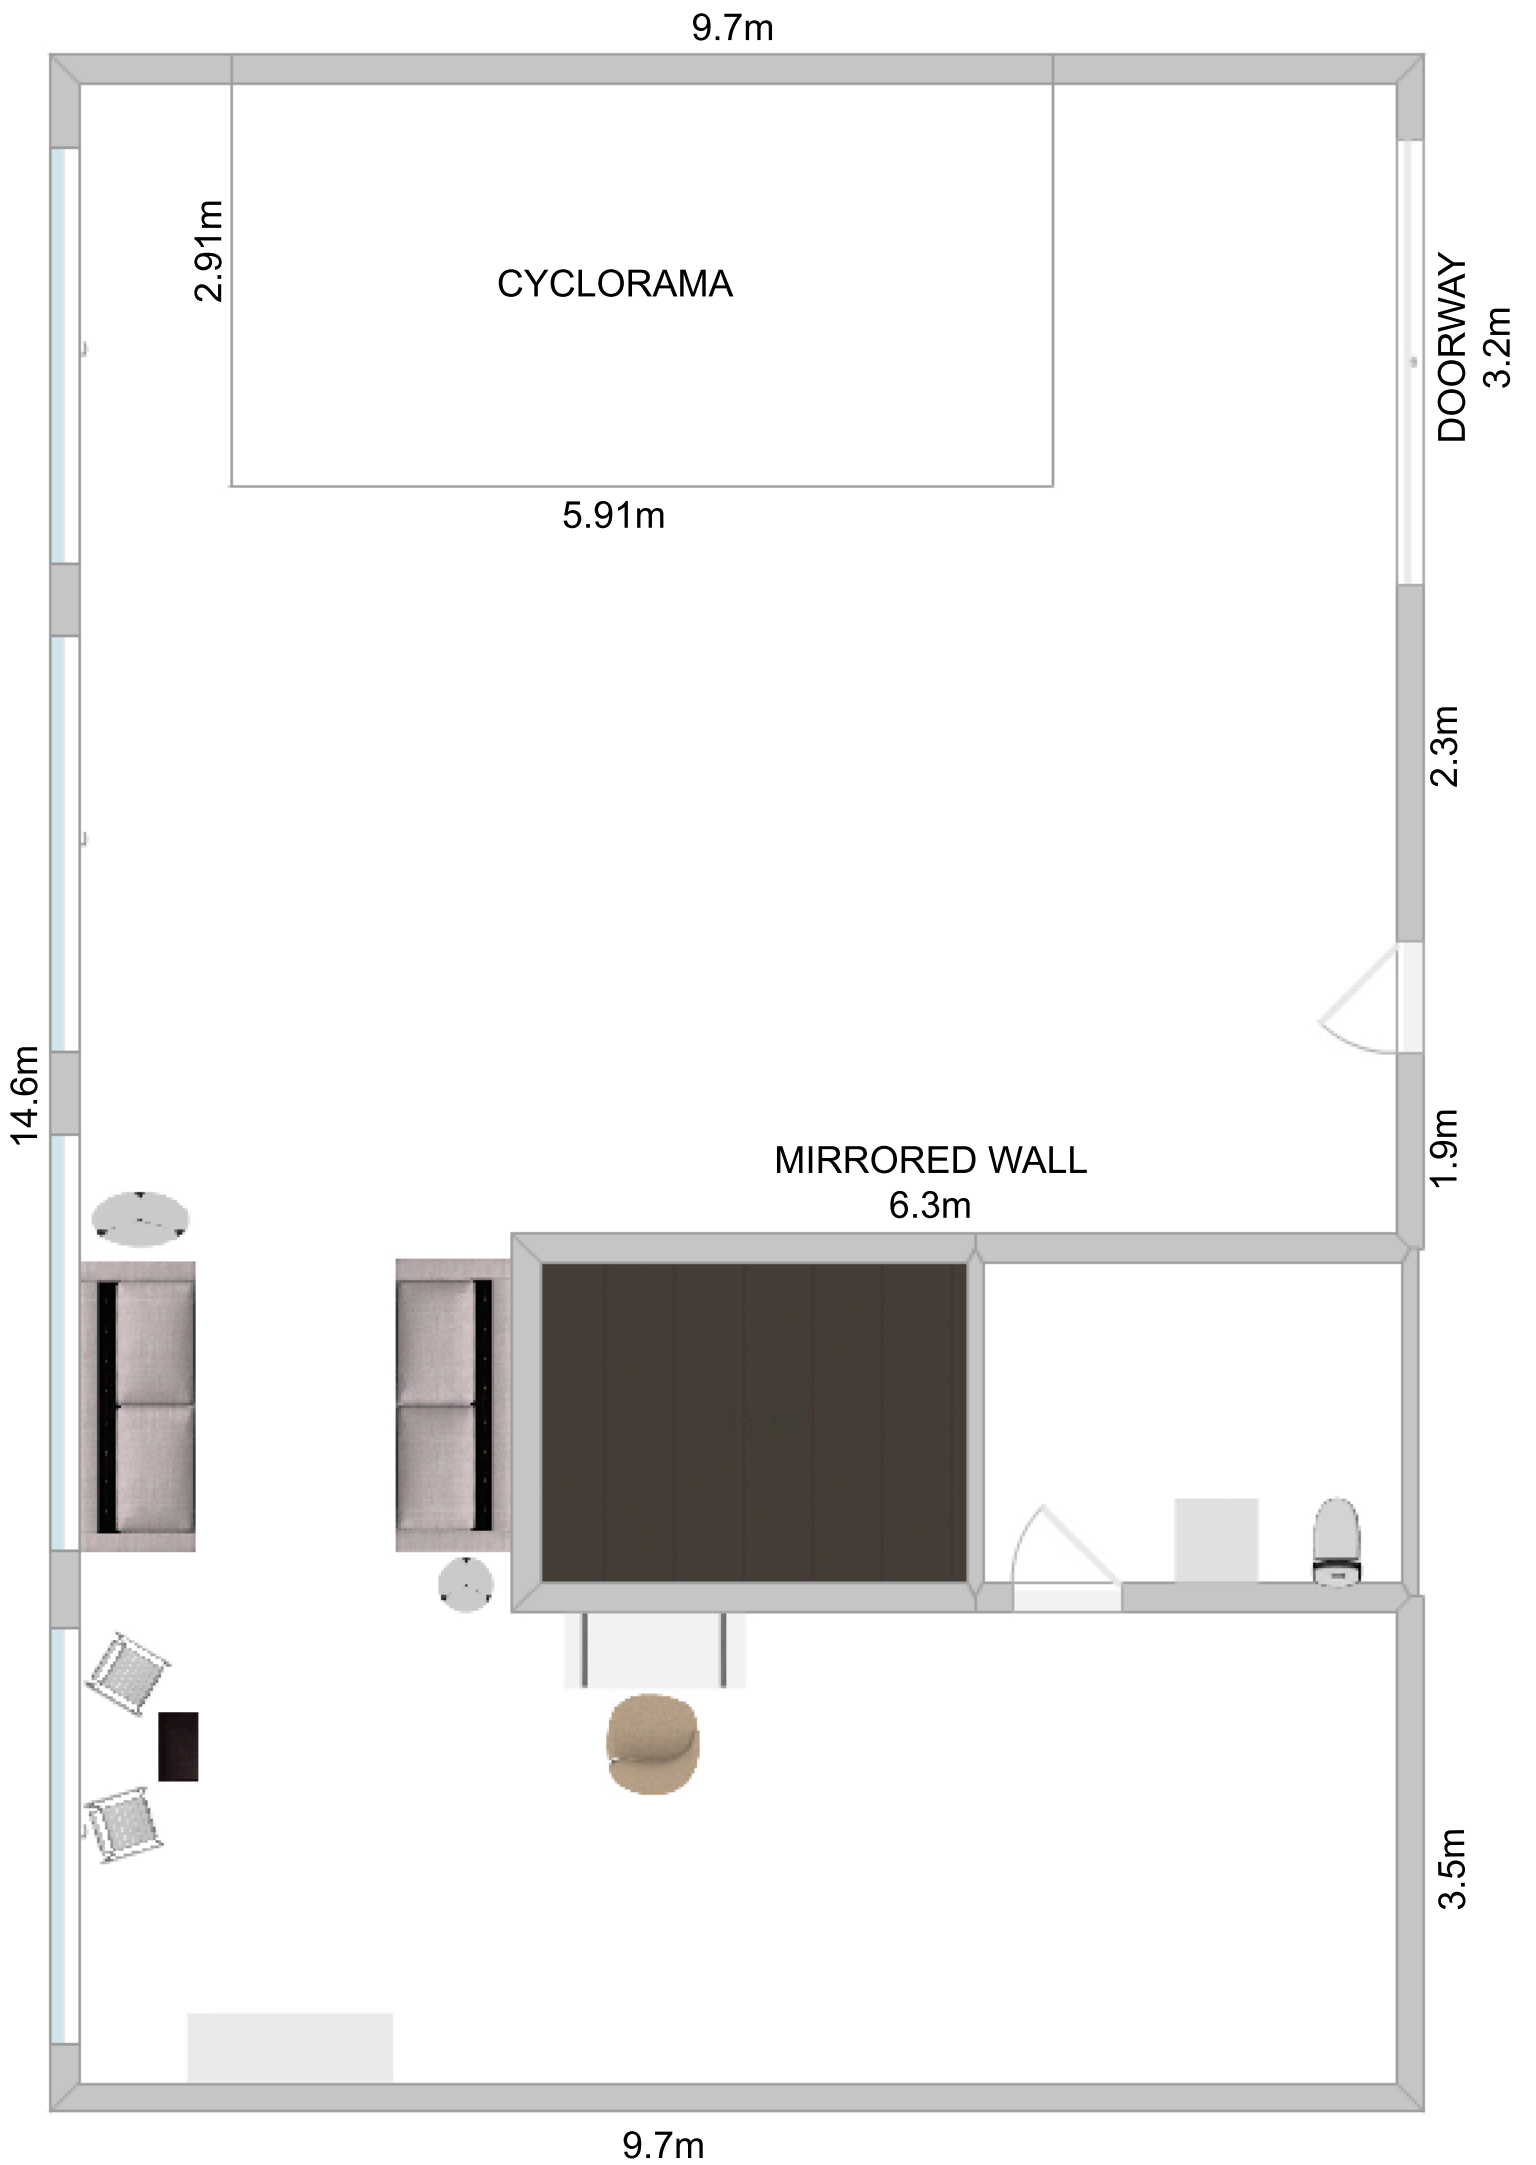 9.7m
2.91m
CYCLORAMA
DOORWAY
3.2m
5.91m
2.3m
14.6m
MIRRORED WALL
6.3m
1.9m
3.5m
9.7m